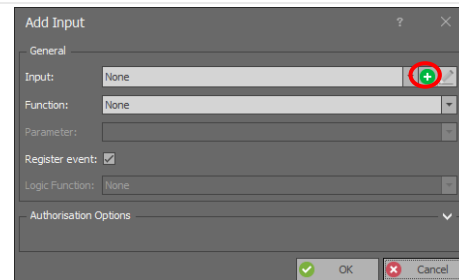 Add Input
General
Input: None
Function: None
Parameter:
Register event:
Logic Function: None
Authorisation Options
OK Cancel